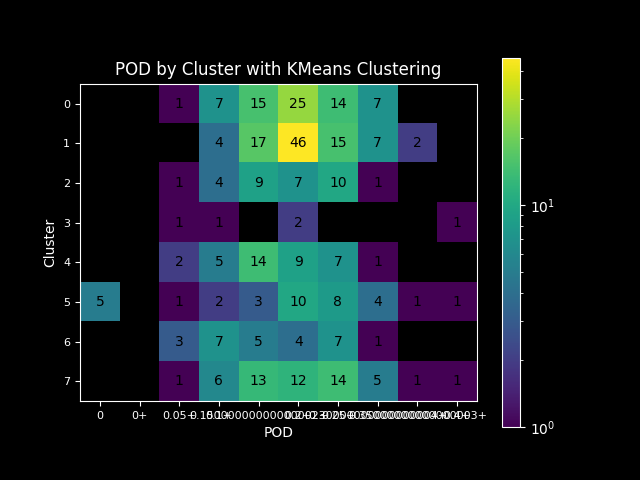 POD by Cluster with KMeans Clustering
0 1 7 15 25 14 7
1 4 17 46 15 7 2
2 1 4 9 7 10 1
3 1 1 2 1
4 2 5 14 9 7 1
5 5 1 2 3 10 8 4 1 1
6 3 7 5 4 7 1
7 1 6 13 12 14 5 1 1
Cluster
0 0+ 0.05+
POD
10¹
10⁰